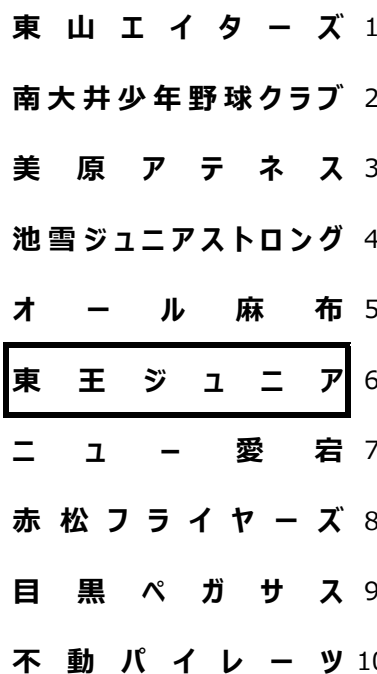 東山エイターズ 1
南大井少年野球クラブ 2
美原アテネス 3
池雪ジュニアストロング 4
オール麻布 5
東王ジュニア 6
ニュー愛宕 7
赤松フライヤーズ 8
目黒ペガサス 9
不動パイレーツ 10